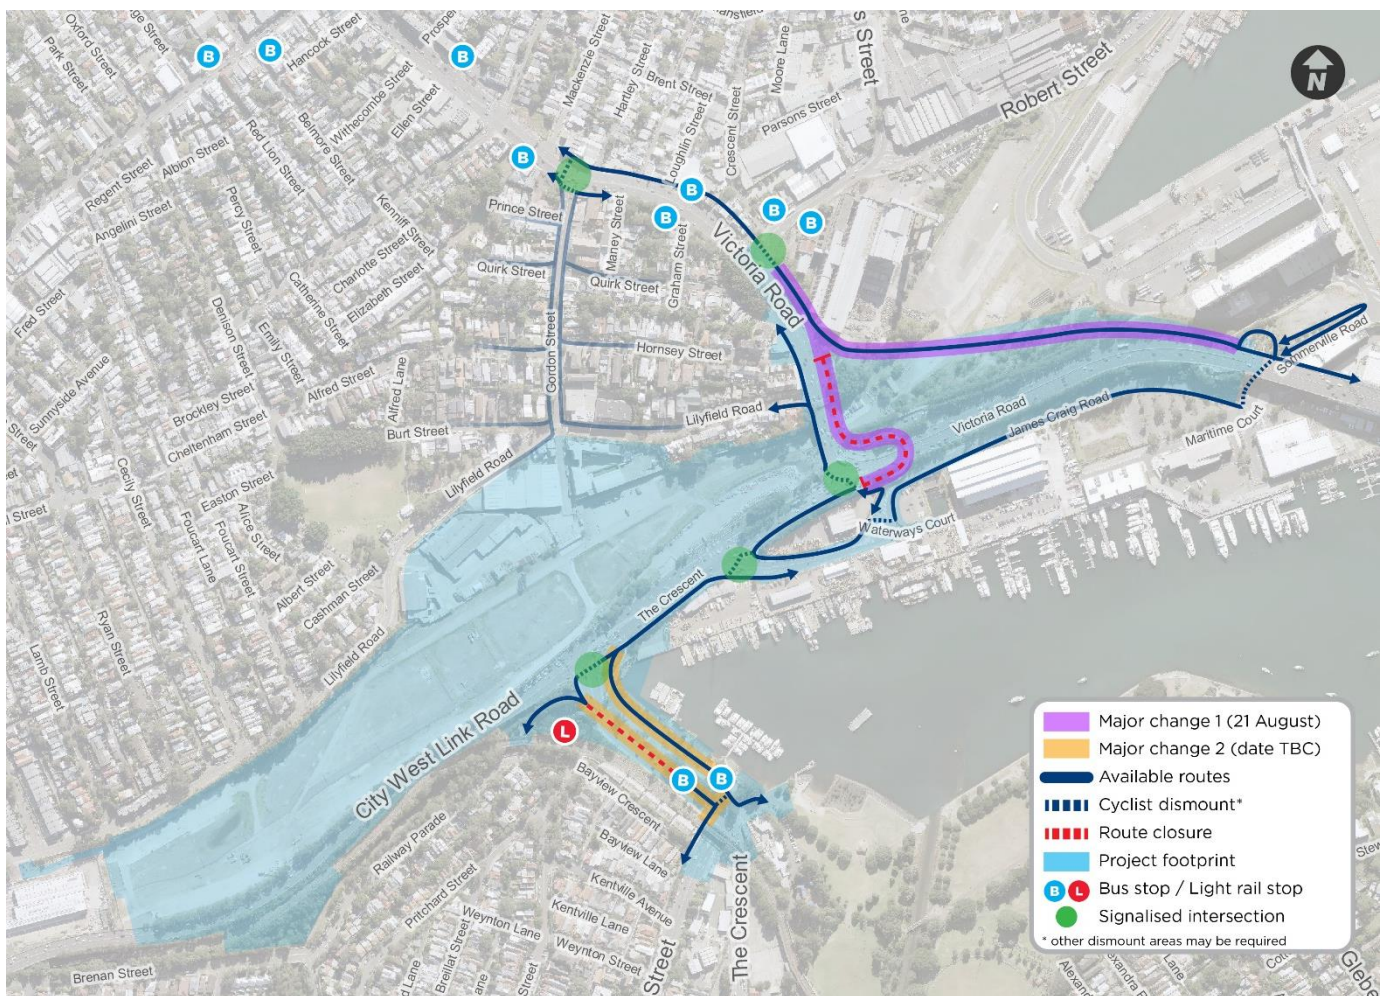 Oxford Street
Park Street
Hancock Street
B
B
B
Mackenzie Street
Hartley Street
Brent Street
Moore Lane
s Street
Robert Street
N
Withecombe Street
Ellen Street
Belmore Street
Red Lion Street
Albion Street
Regent Street
Angelini Street
Percy Street
Kenniff Street
Charlotte Street
Elizabeth Street
Catherine Street
Emily Street
Denison Street
Fred Street
Sunnyside Avenue
Brockley Street
Cheltenham Street
Alfred Street
Alfred Lane
Burt Street
Parsons Street
Crescent Street
Loughlin Street
B
B
B
B
B
Prince Street
Maney Street
Quirk Street
Quirk Street
Graham Street
Victoria Road
Gordon Street
Hornsey Street
Lilyfield Road
Lilyfield Road
Lilyfield Road
Victoria Road
James Craig Road
Sommerville Road
Maritime Court
Waterways Court
The Crescent
Cecily Street
Easton Street
Alice Street
Foucart Street
Foucart Lane
Albert Street
Cashman Street
Ryan Street
Lamb Street
City West Link Road
L
B
B
Bayview Crescent
Bayview Lane
Railway Parade
Pritchard Street
Kentville Avenue
Kentville Lane
Weynton Lane
Weynton Street
Breillat Street
Brenan Street
Street
The Crescent
Major change 1 (21 August)
Major change 2 (date TBC)
Available routes
Cyclist dismount*
Route closure
Project footprint
B L Bus stop / Light rail stop
Signalised intersection
* other dismount areas may be required
Glebe